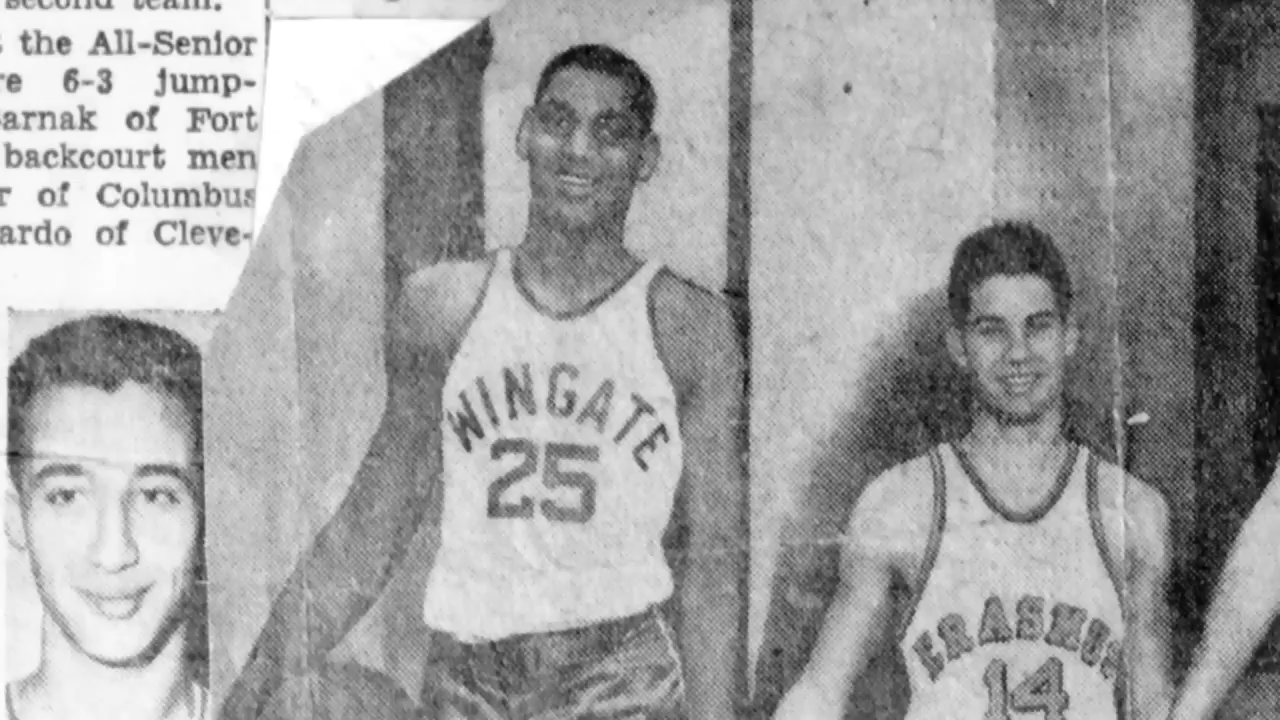 second team.
the All-Senior
re 6-3 jump-
arnak of Fort
backcourt men
r of Columbus
ardo of Cleve-
WINGATE
25
ERASMUS
14